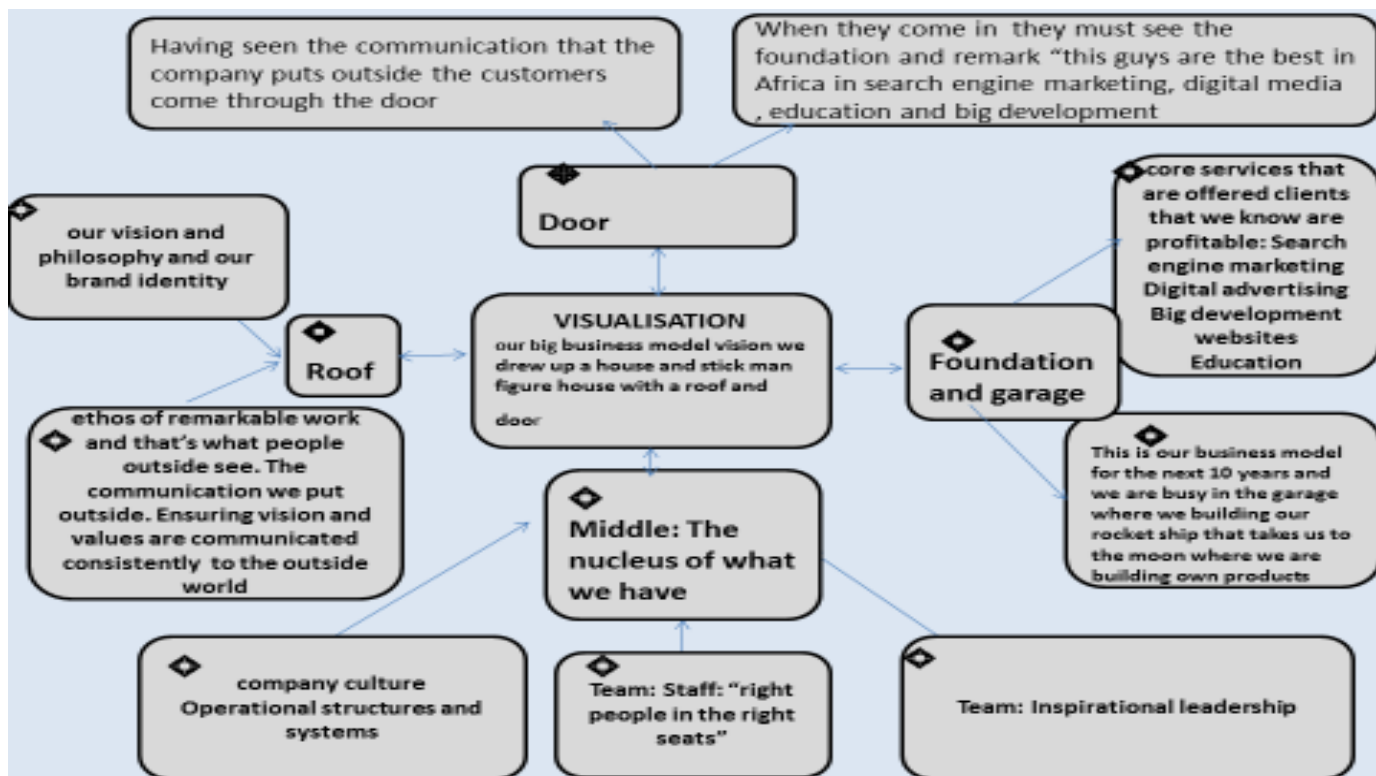 Having seen the communication that the
company puts outside the customers
come through the door
When they come in they must see the
foundation and remark “this guys are the best in
Africa in search engine marketing, digital media
, education and big development
Door
core services that
are offered clients
that we know are
profitable: Search
engine marketing
Digital advertising
Big development
websites
Education
our vision and
philosophy and our
brand identity
Roof
VISUALISATION
our big business model vision we
drew up a house and stick man
figure house with a roof and
door
Foundation
and garage
ethos of remarkable work
and that’s what people
outside see. The
communication we put
outside. Ensuring vision and
values are communicated
consistently to the outside
world
This is our business model
for the next 10 years and
we are busy in the garage
where we building our
rocket ship that takes us to
the moon where we are
building own products
Middle: The
nucleus of what
we have
company culture
Operational structures and
systems
Team: Staff: “right
people in the right
seats”
Team: Inspirational leadership